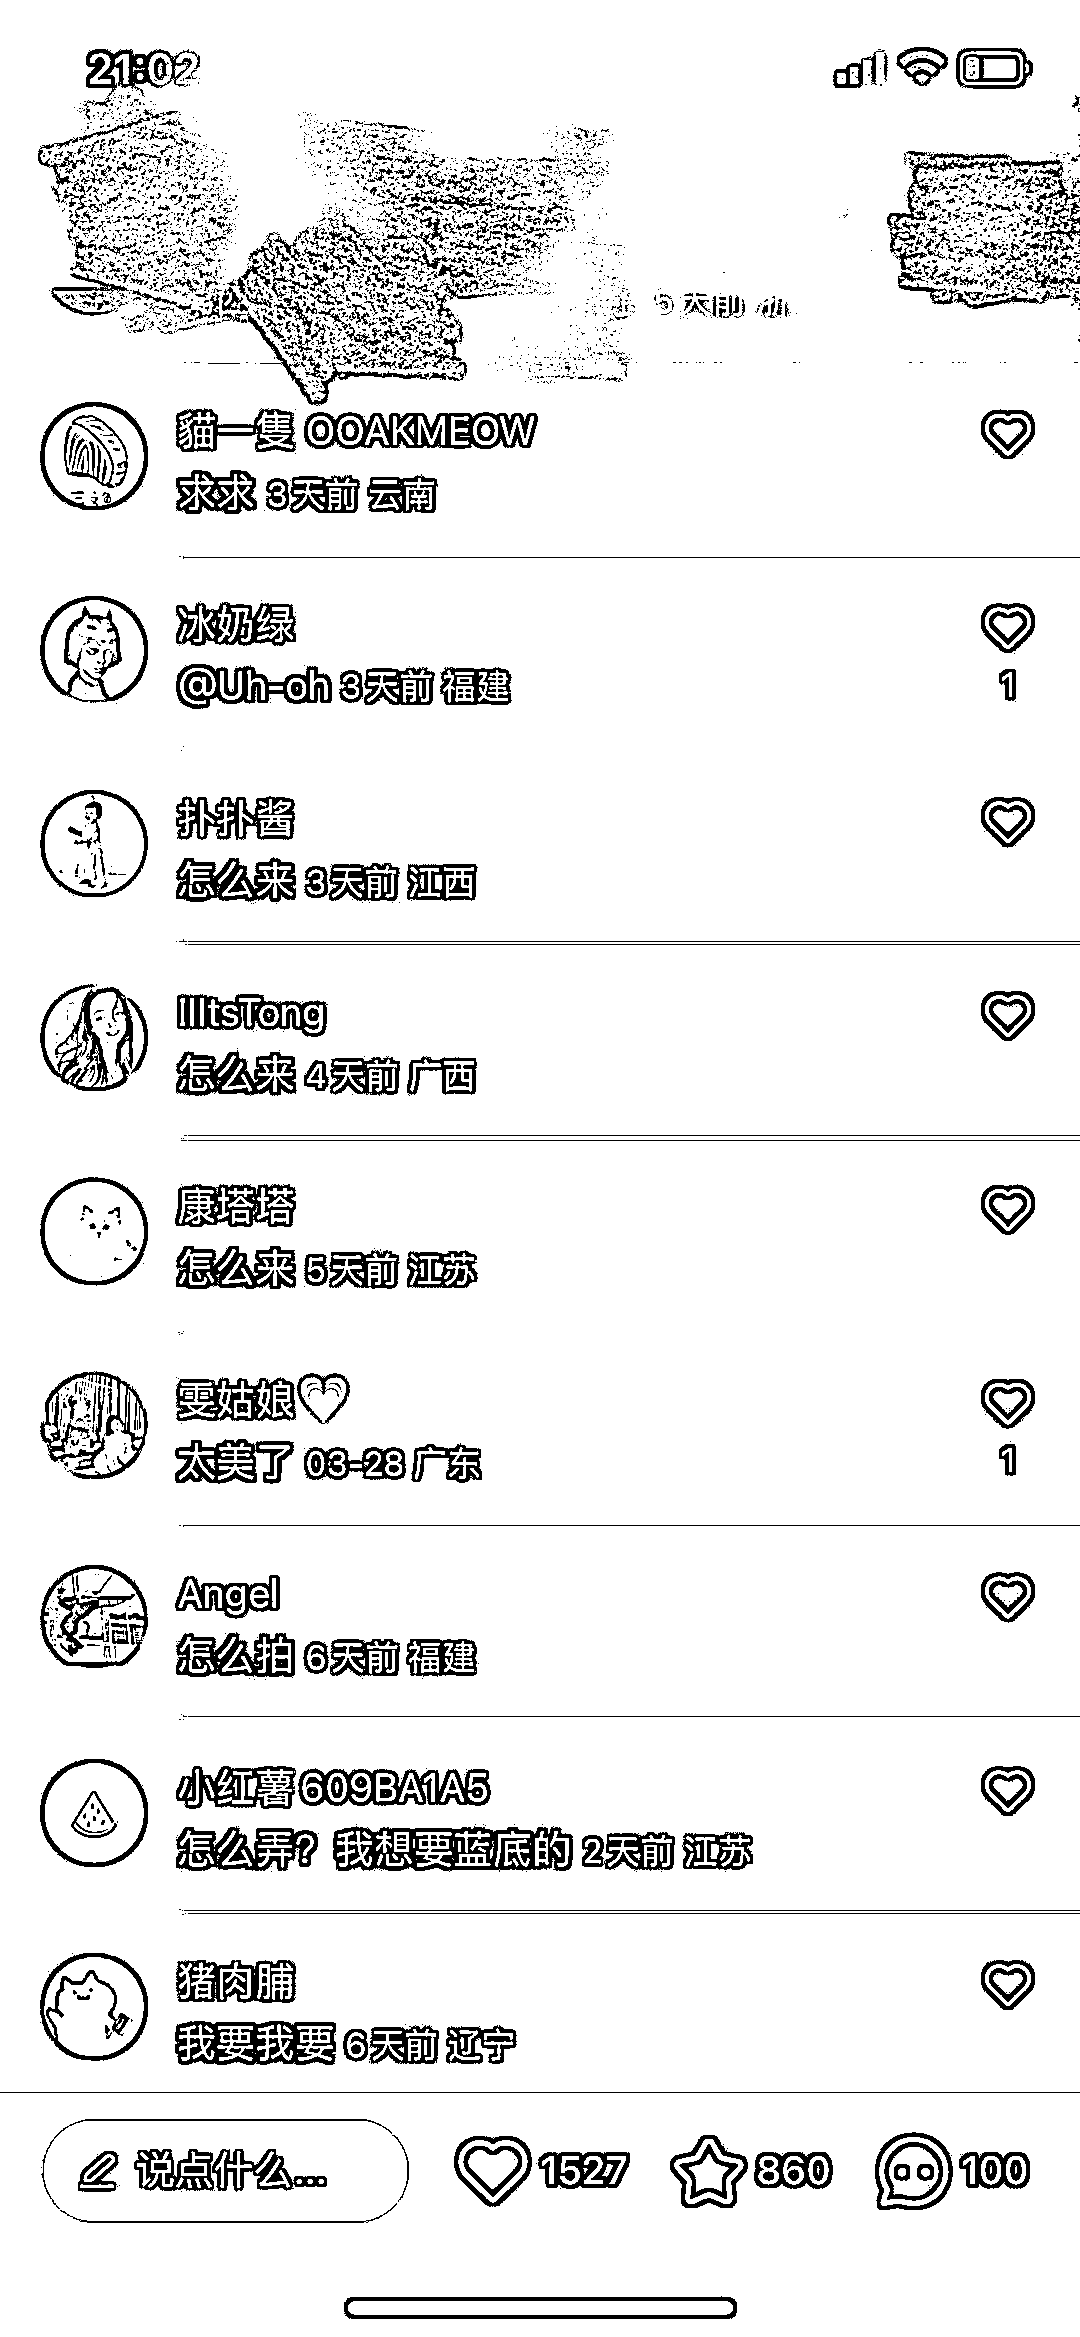 21:02
5天前
貓一隻 OOAKMEOW
求求 3天前 云南
冰奶绿
@Uh-oh 3天前 福建
1
扑扑酱
怎么来 3天前 江西
IllItsTong
怎么来 4天前 广西
康塔塔
怎么来 5天前 江苏
雯姑娘
太美了 03-28 广东
1
Angel
怎么拍 6天前 福建
小红薯609BA1A5
怎么弄？我想要蓝底的 2天前 江苏
猪肉脯
我要我要 6天前 辽宁
说点什么... 1527 860 100